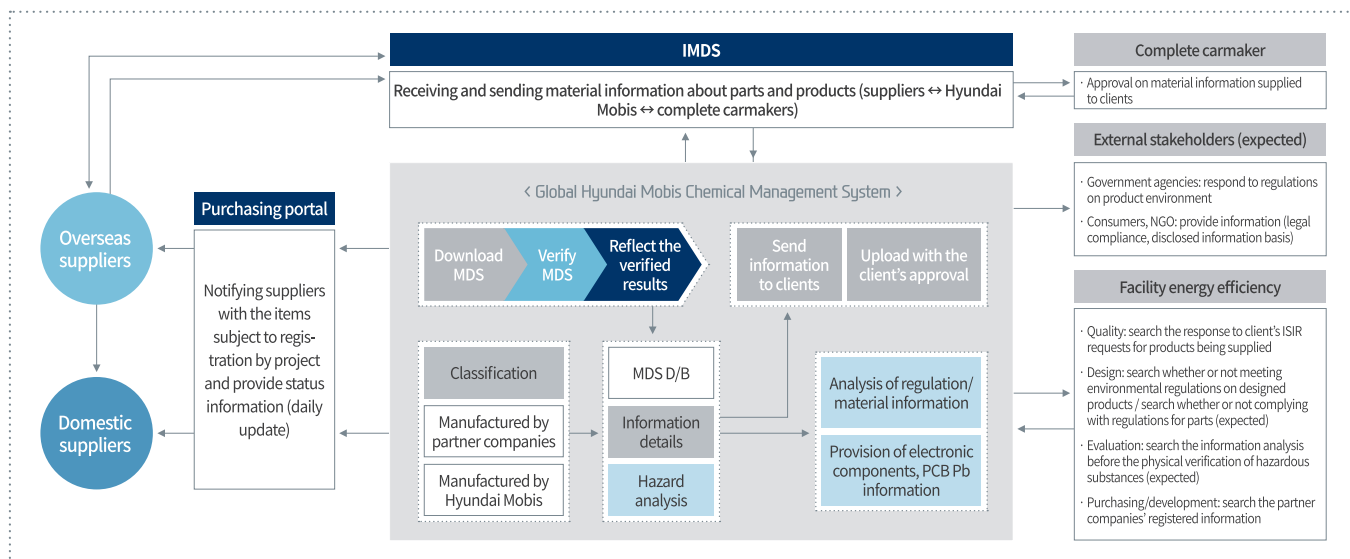 IMDS
Receiving and sending material information about parts and products (suppliers ↔ Hyundai
Mobis ↔ complete carmakers)
Complete carmaker
· Approval on material information supplied
to clients
External stakeholders (expected)
· Government agencies: respond to regulations
on product environment
· Consumers, NGO: provide information (legal
compliance, disclosed information basis)
Facility energy efficiency
· Quality: search the response to client's ISIR
requests for products being supplied
· Design: search whether or not meeting
environmental regulations on designed
products / search whether or not complying
with regulations for parts (expected)
· Evaluation: search the information analysis
before the physical verification of hazardous
substances (expected)
· Purchasing/development: search the partner
companies' registered information
Overseas
suppliers
Domestic
suppliers
Purchasing portal
Notifying suppliers
with the items
subject to regis-
tration by project
and provide status
information (daily
update)
< Global Hyundai Mobis Chemical Management System >
Download
MDS
Verify
MDS
Reflect the
verified
results
Send
information
to clients
Upload with the
client's approval
Classification
Manufactured by
partner companies
Manufactured by
Hyundai Mobis
MDS D/B
Information
details
Hazard
analysis
Analysis of regulation/
material information
Provision of electronic
components, PCB Pb
information